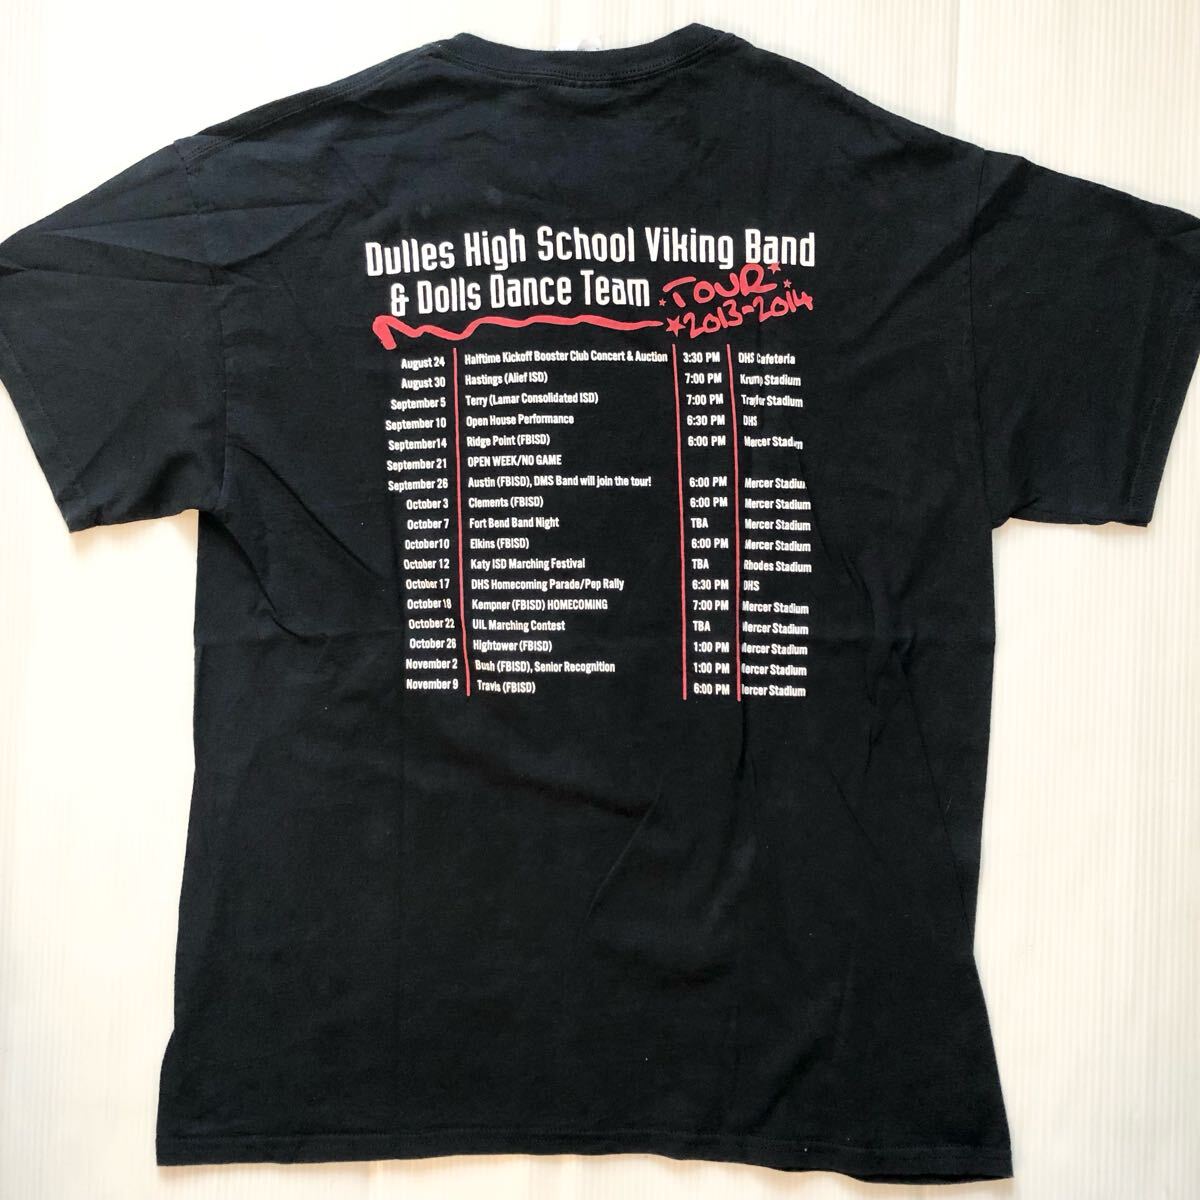 Dulles High School Viking Band
& Dolls Dance Team TOUR
2013-2014
August 24 Halftime Kickoff Booster Club Concert & Auction 3:30 PM DHS Cafeteria
August 30 Hastings (Alief ISD) 7:00 PM Krump Stadium
September 5 Terry (Lamar Consolidated ISD) 7:00 PM Traylor Stadium
September 10 Open House Performance 6:30 PM DHS
September14 Ridge Point (FBISD) 6:00 PM Mercer Stadium
September 21 OPEN WEEK/NO GAME
September 26 Austin (FBISD), DMS Band will join the tour! 6:00 PM Mercer Stadium
October 3 Clements (FBISD) 6:00 PM Mercer Stadium
October 7 Fort Bend Band Night TBA Mercer Stadium
October10 Elkins (FBISD) 6:00 PM Mercer Stadium
October 12 Katy ISD Marching Festival TBA Rhodes Stadium
October 17 DHS Homecoming Parade/Pep Rally 6:30 PM DHS
October 18 Kempner (FBISD) HOMECOMING 7:00 PM Mercer Stadium
October 22 UIL Marching Contest TBA Mercer Stadium
October 26 Hightower (FBISD) 1:00 PM Mercer Stadium
November 2 Bush (FBISD), Senior Recognition 1:00 PM Mercer Stadium
November 9 Travis (FBISD) 6:00 PM Mercer Stadium